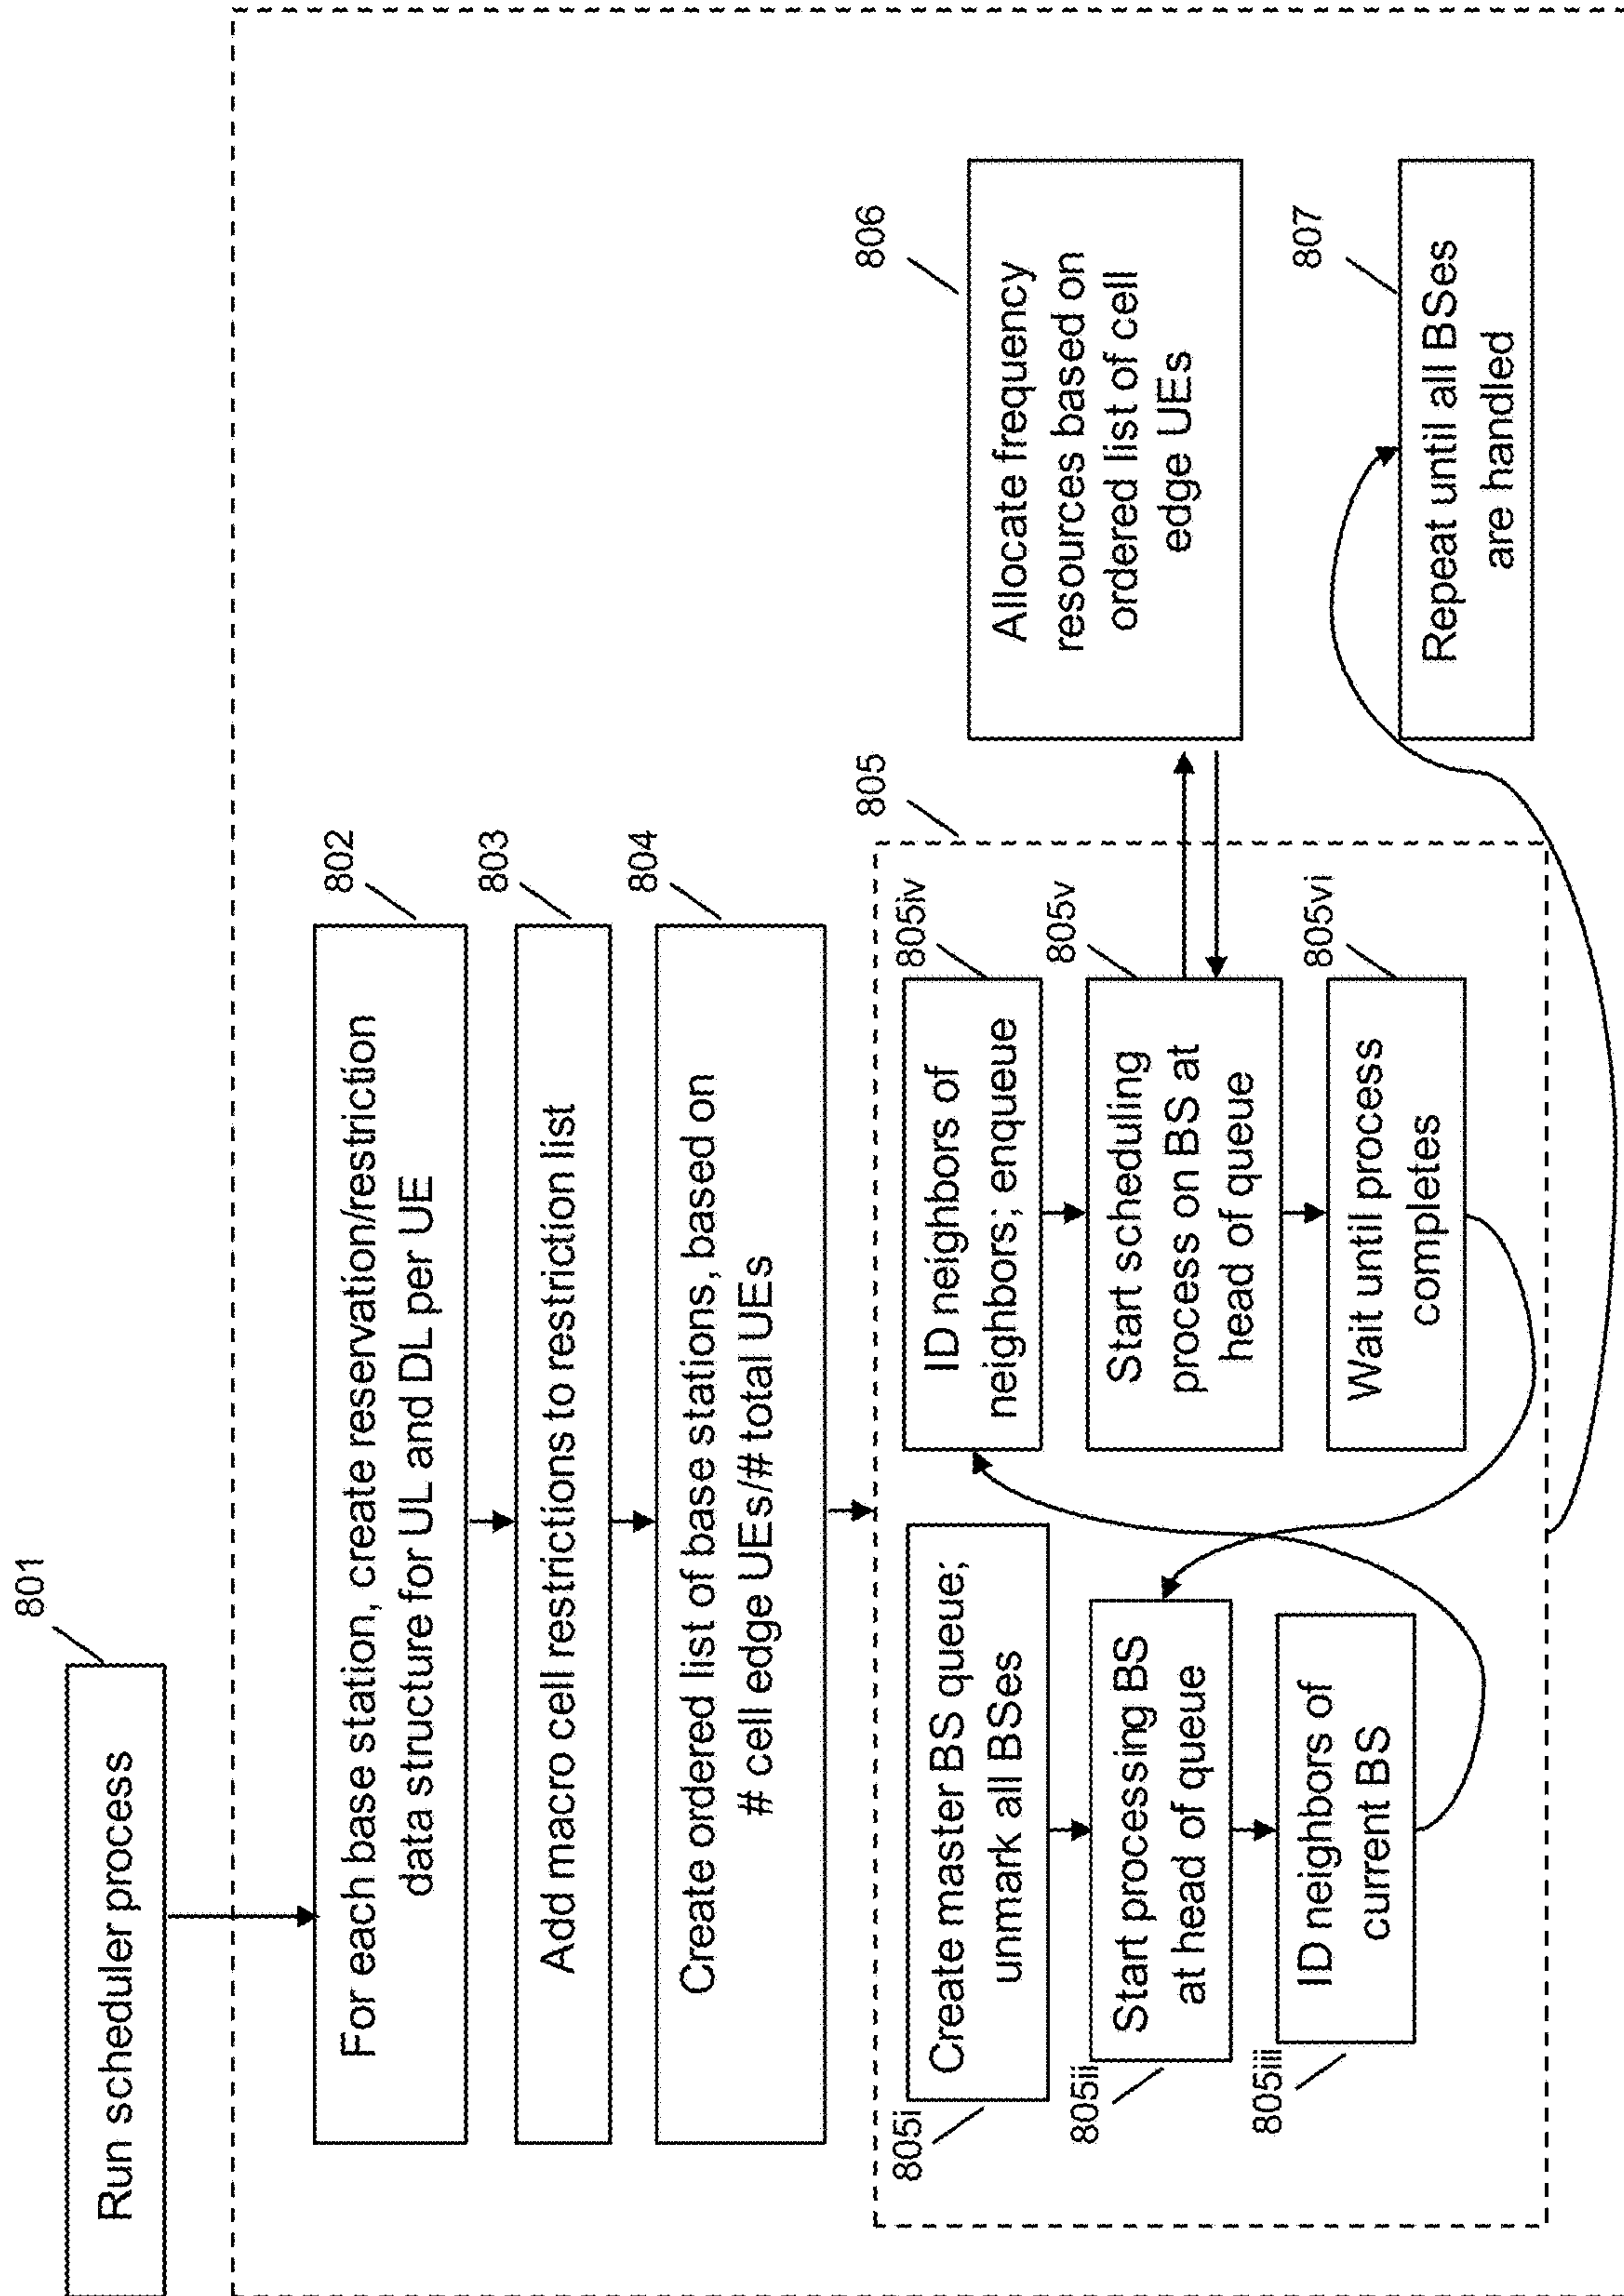 801
Run scheduler process
802
For each base station, create reservation/restriction
data structure for UL and DL per UE
803
Add macro cell restrictions to restriction list
804
Create ordered list of base stations, based on
# cell edge UEs/# total UEs
805
805i
Create master BS queue;
unmark all BSes
805ii
Start processing BS
at head of queue
805iii
ID neighbors of
current BS
805iv
ID neighbors of
neighbors; enqueue
805v
Start scheduling
process on BS at
head of queue
805vi
Wait until process
completes
806
Allocate frequency
resources based on
ordered list of cell
edge UEs
807
Repeat until all BSes
are handled